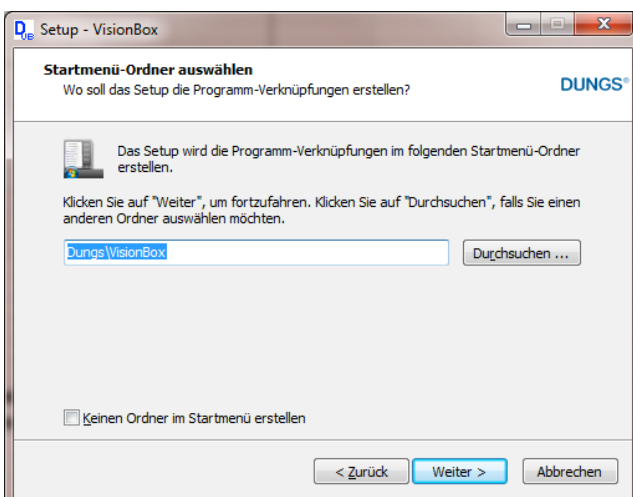 DVB Setup - VisionBox
Startmenü-Ordner auswählen
Wo soll das Setup die Programm-Verknüpfungen erstellen?
DUNGS®
Das Setup wird die Programm-Verknüpfungen im folgenden Startmenü-Ordner
erstellen.
Klicken Sie auf "Weiter", um fortzufahren. Klicken Sie auf "Durchsuchen", falls Sie einen
anderen Ordner auswählen möchten.
Dungs\VisionBox
Durchsuchen ...
Keinen Ordner im Startmenü erstellen
< Zurück
Weiter >
Abbrechen